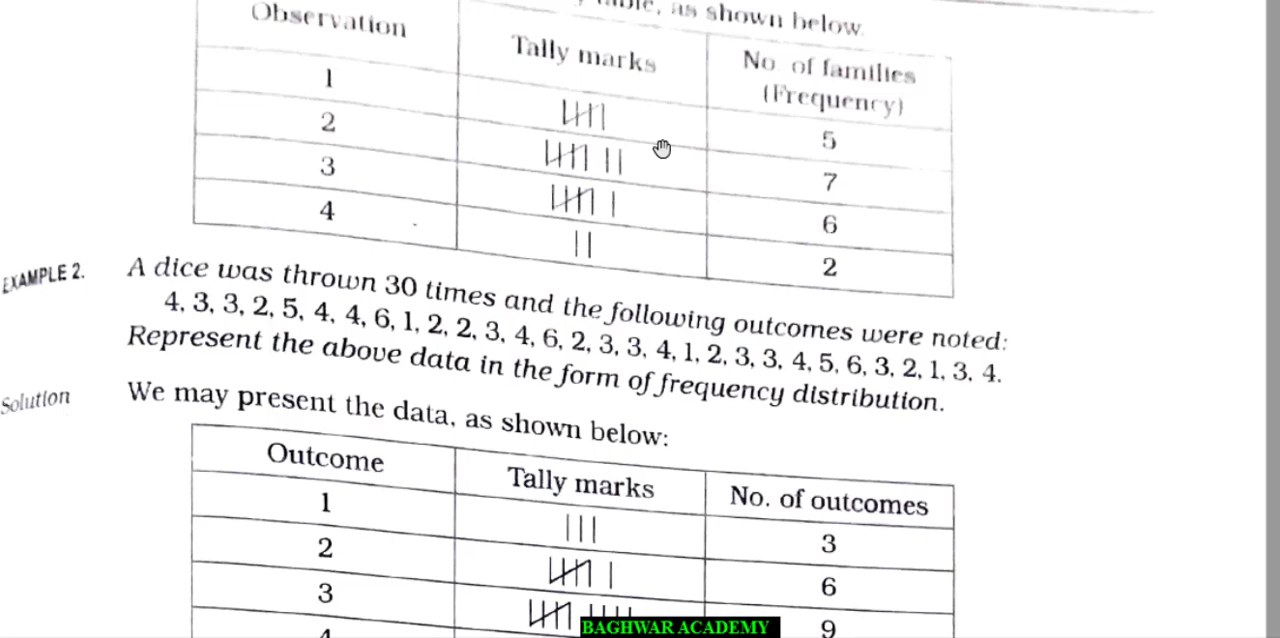 table, as shown below.
Observation Tally marks No. of families
(Frequency)
1 5
2 7
3 6
4 2
EXAMPLE 2. A dice was thrown 30 times and the following outcomes were noted:
4, 3, 3, 2, 5, 4, 4, 6, 1, 2, 2, 3, 4, 6, 2, 3, 3, 4, 1, 2, 3, 3, 4, 5, 6, 3, 2, 1, 3, 4.
Represent the above data in the form of frequency distribution.
Solution We may present the data, as shown below:
Outcome Tally marks No. of outcomes
1 3
2 6
3 9
4
BAGHWAR ACADEMY